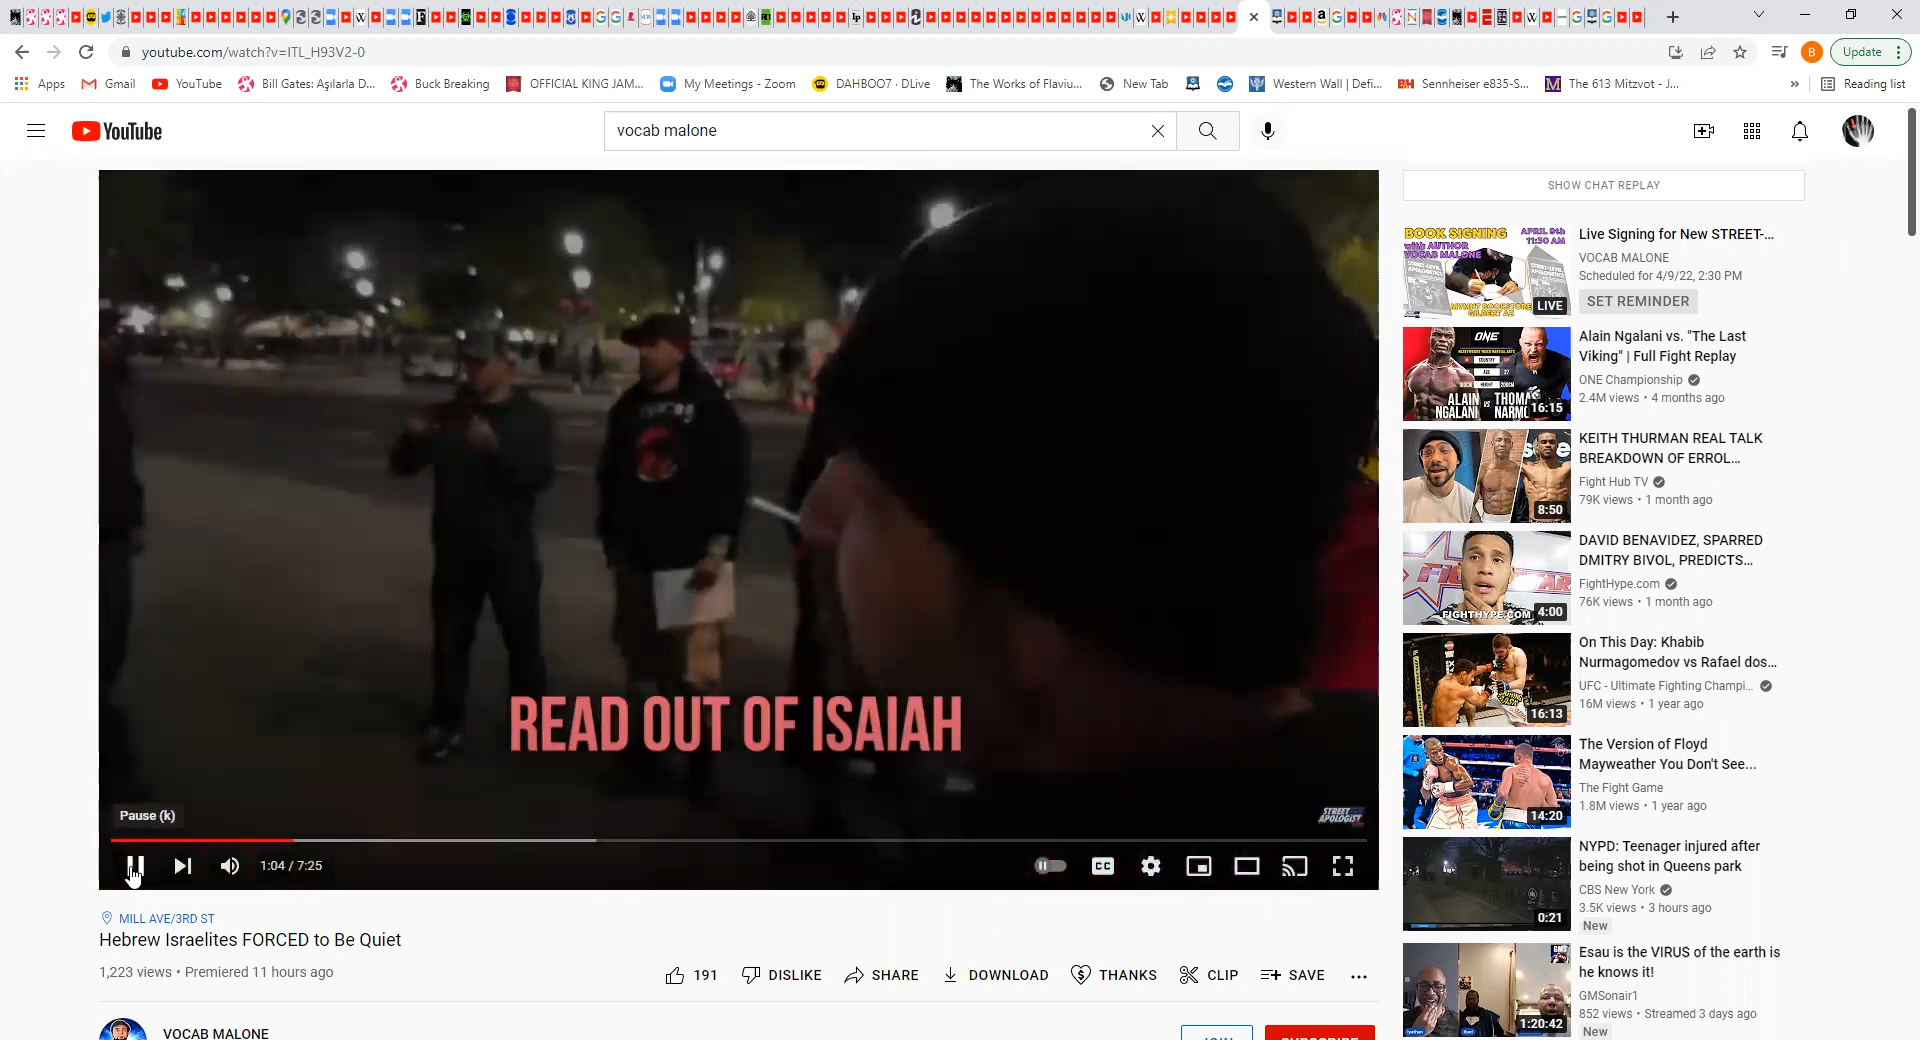 youtube.com/watch?v=ITL_H93V2-0
Update
Apps
Gmail
YouTube
Bill Gates: Aşılarla D...
Buck Breaking
OFFICIAL KING JAM...
My Meetings - Zoom
DAHBOO7 · DLive
The Works of Flaviu...
New Tab
Western Wall | Defi...
Sennheiser e835-S...
The 613 Mitzvot - J...
Reading list
YouTube
vocab malone
READ OUT OF ISAIAH
STREET APOLOGIST
Pause (k)
1:04 / 7:25
CC
MILL AVE/3RD ST
Hebrew Israelites FORCED to Be Quiet
1,223 views • Premiered 11 hours ago
191
DISLIKE
SHARE
DOWNLOAD
THANKS
CLIP
SAVE
VOCAB MALONE
JOIN
SUBSCRIBE
SHOW CHAT REPLAY
BOOK SIGNING
with AUTHOR
VOCAB MALONE
APRIL 9th
11:30 AM
MVMNT BOOKSTORE
GILBERT AZ
LIVE
Live Signing for New STREET-...
VOCAB MALONE
Scheduled for 4/9/22, 2:30 PM
SET REMINDER
ONE
ALAIN
NGALANI
VS
16:15
Alain Ngalani vs. "The Last
Viking" | Full Fight Replay
ONE Championship
2.4M views • 4 months ago
8:50
KEITH THURMAN REAL TALK
BREAKDOWN OF ERROL...
Fight Hub TV
79K views • 1 month ago
FIGHTHYPE.COM
4:00
DAVID BENAVIDEZ, SPARRED
DMITRY BIVOL, PREDICTS...
FightHype.com
76K views • 1 month ago
16:13
On This Day: Khabib
Nurmagomedov vs Rafael dos...
UFC - Ultimate Fighting Champi...
16M views • 1 year ago
14:20
The Version of Floyd
Mayweather You Don't See...
The Fight Game
1.8M views • 1 year ago
0:21
NYPD: Teenager injured after
being shot in Queens park
CBS New York
3.5K views • 3 hours ago
New
GMS
1:20:42
Esau is the VIRUS of the earth is
he knows it!
GMSonair1
852 views • Streamed 3 days ago
New